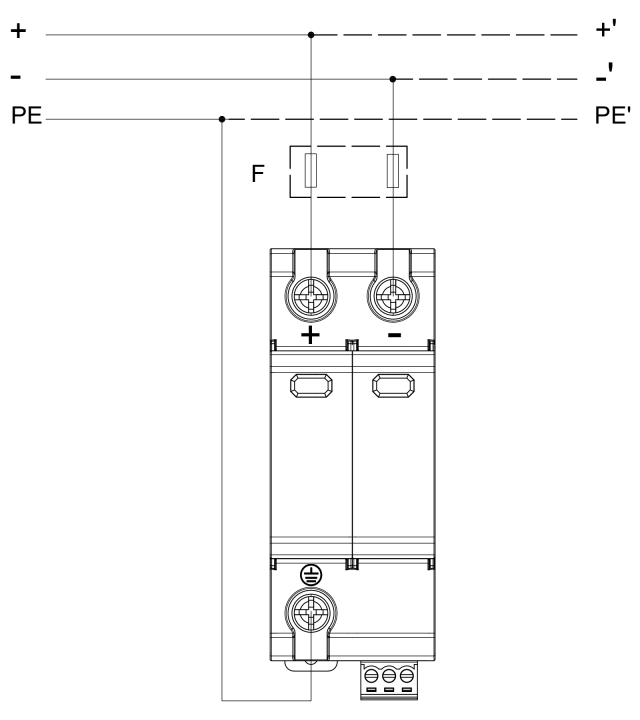 + +'
- -'
PE PE'
F
+ -